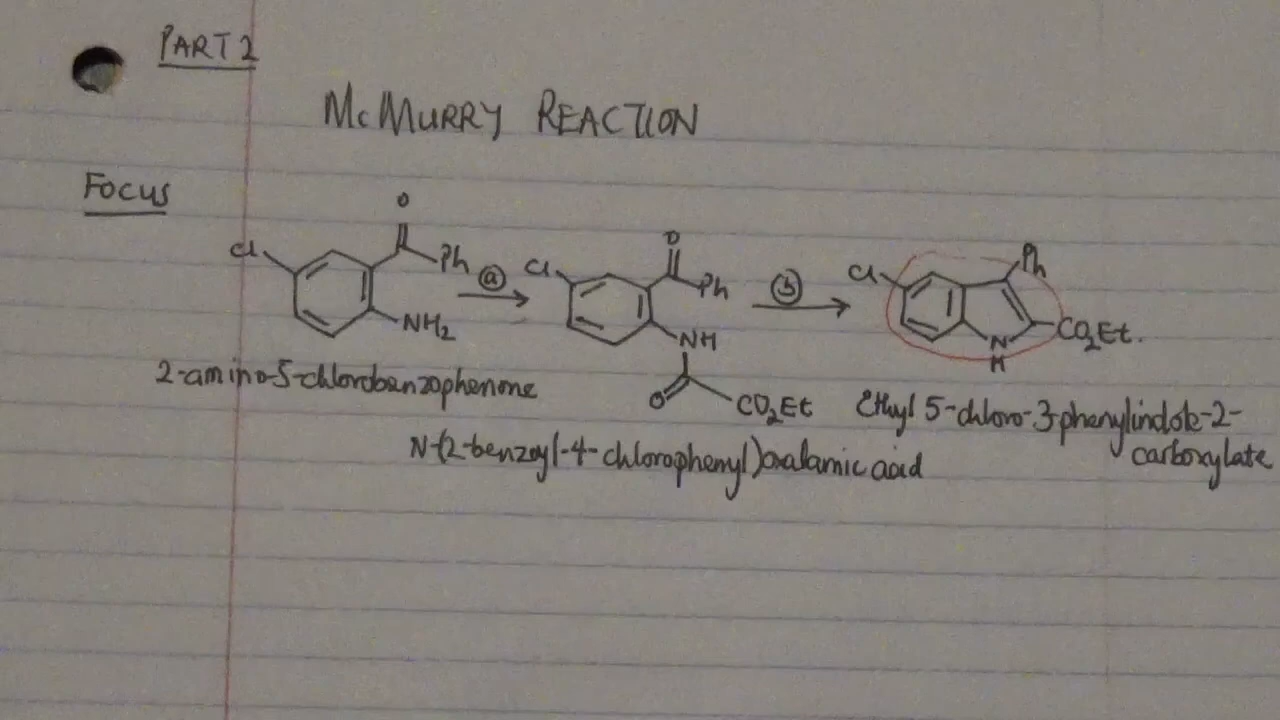 PART 2
McMURRY REACTION
Focus
O
Cl
Ph
NH2
ⓐ
O
Cl
Ph
NH
O
CO2Et
ⓑ
Cl
Ph
N
H
CO2Et.
2-amino-5-chlorobenzophenone
N-(2-benzoyl-4-chlorophenyl)oxalamic acid
Ethyl 5-chloro-3-phenylindole-2-
carboxylate